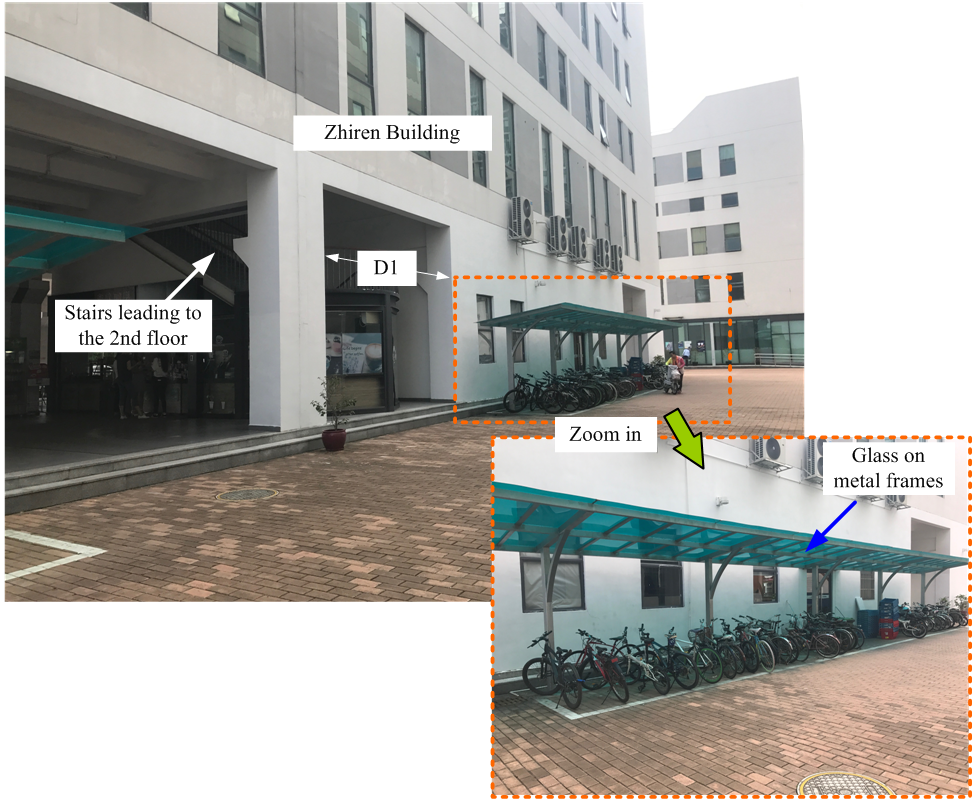 Zhiren Building
D1
Stairs leading to
the 2nd floor
Zoom in
Glass on
metal frames